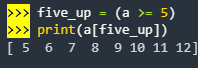 >>> five_up = (a >= 5)
>>> print(a[five_up])
[ 5  6  7  8  9 10 11 12]